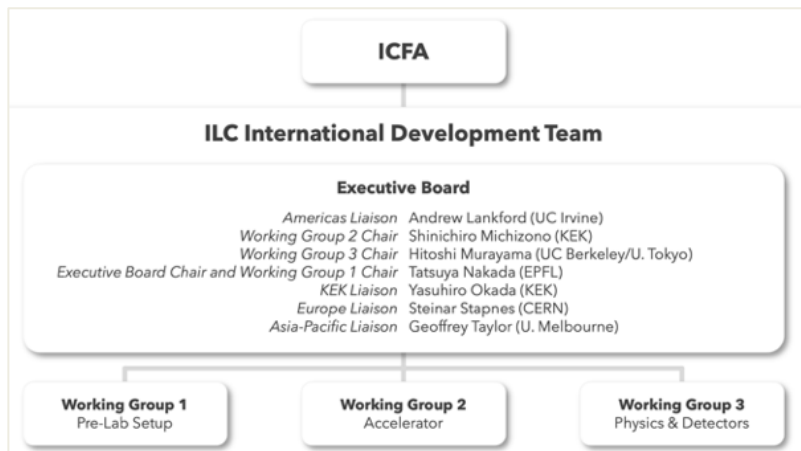 ICFA
ILC International Development Team
Executive Board
Americas Liaison Andrew Lankford (UC Irvine)
Working Group 2 Chair Shinichiro Michizono (KEK)
Working Group 3 Chair Hitoshi Murayama (UC Berkeley/U. Tokyo)
Executive Board Chair and Working Group 1 Chair Tatsuya Nakada (EPFL)
KEK Liaison Yasuhiro Okada (KEK)
Europe Liaison Steinar Stapnes (CERN)
Asia-Pacific Liaison Geoffrey Taylor (U. Melbourne)
Working Group 1
Pre-Lab Setup
Working Group 2
Accelerator
Working Group 3
Physics & Detectors